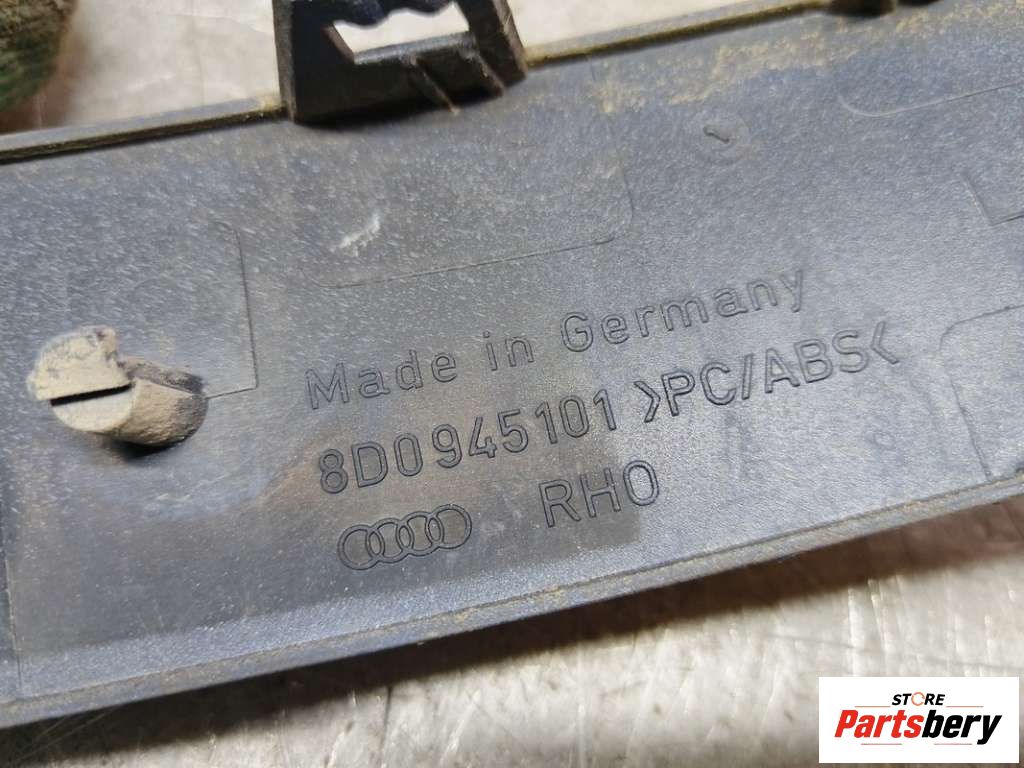 Made in Germany
8D0945101 >PC/ABS<
RHO
STORE
Partsbery